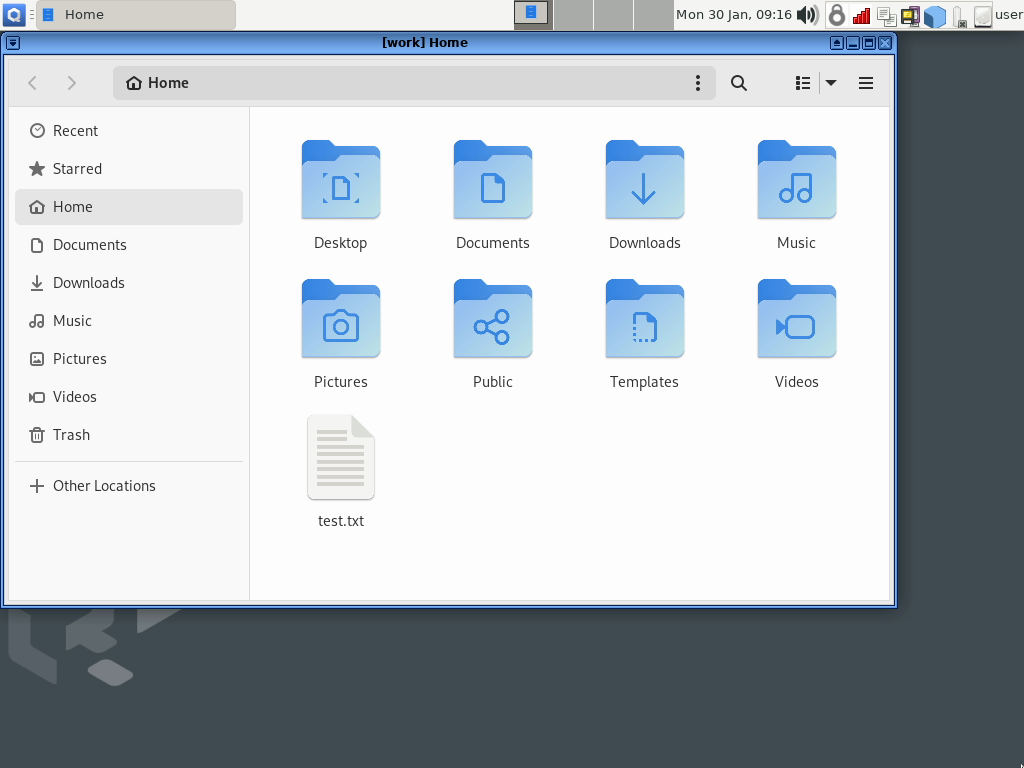 Home
Mon 30 Jan, 09:16
user
[work] Home
Home
Recent
Starred
Home
Documents
Downloads
Music
Pictures
Videos
Trash
Other Locations
Desktop
Documents
Downloads
Music
Pictures
Public
Templates
Videos
test.txt